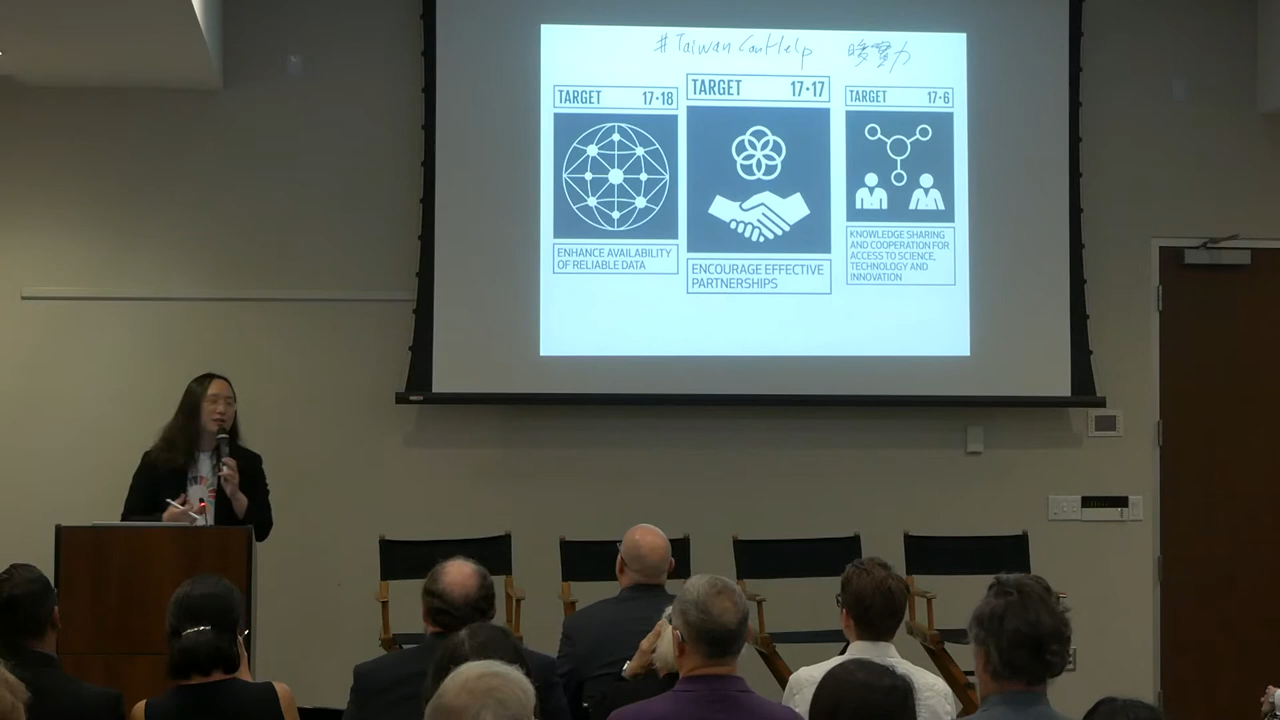 #TaiwanCanHelp 暖實力
TARGET 17·18
ENHANCE AVAILABILITY
OF RELIABLE DATA
TARGET 17·17
ENCOURAGE EFFECTIVE
PARTNERSHIPS
TARGET 17·6
KNOWLEDGE SHARING
AND COOPERATION FOR
ACCESS TO SCIENCE,
TECHNOLOGY AND
INNOVATION